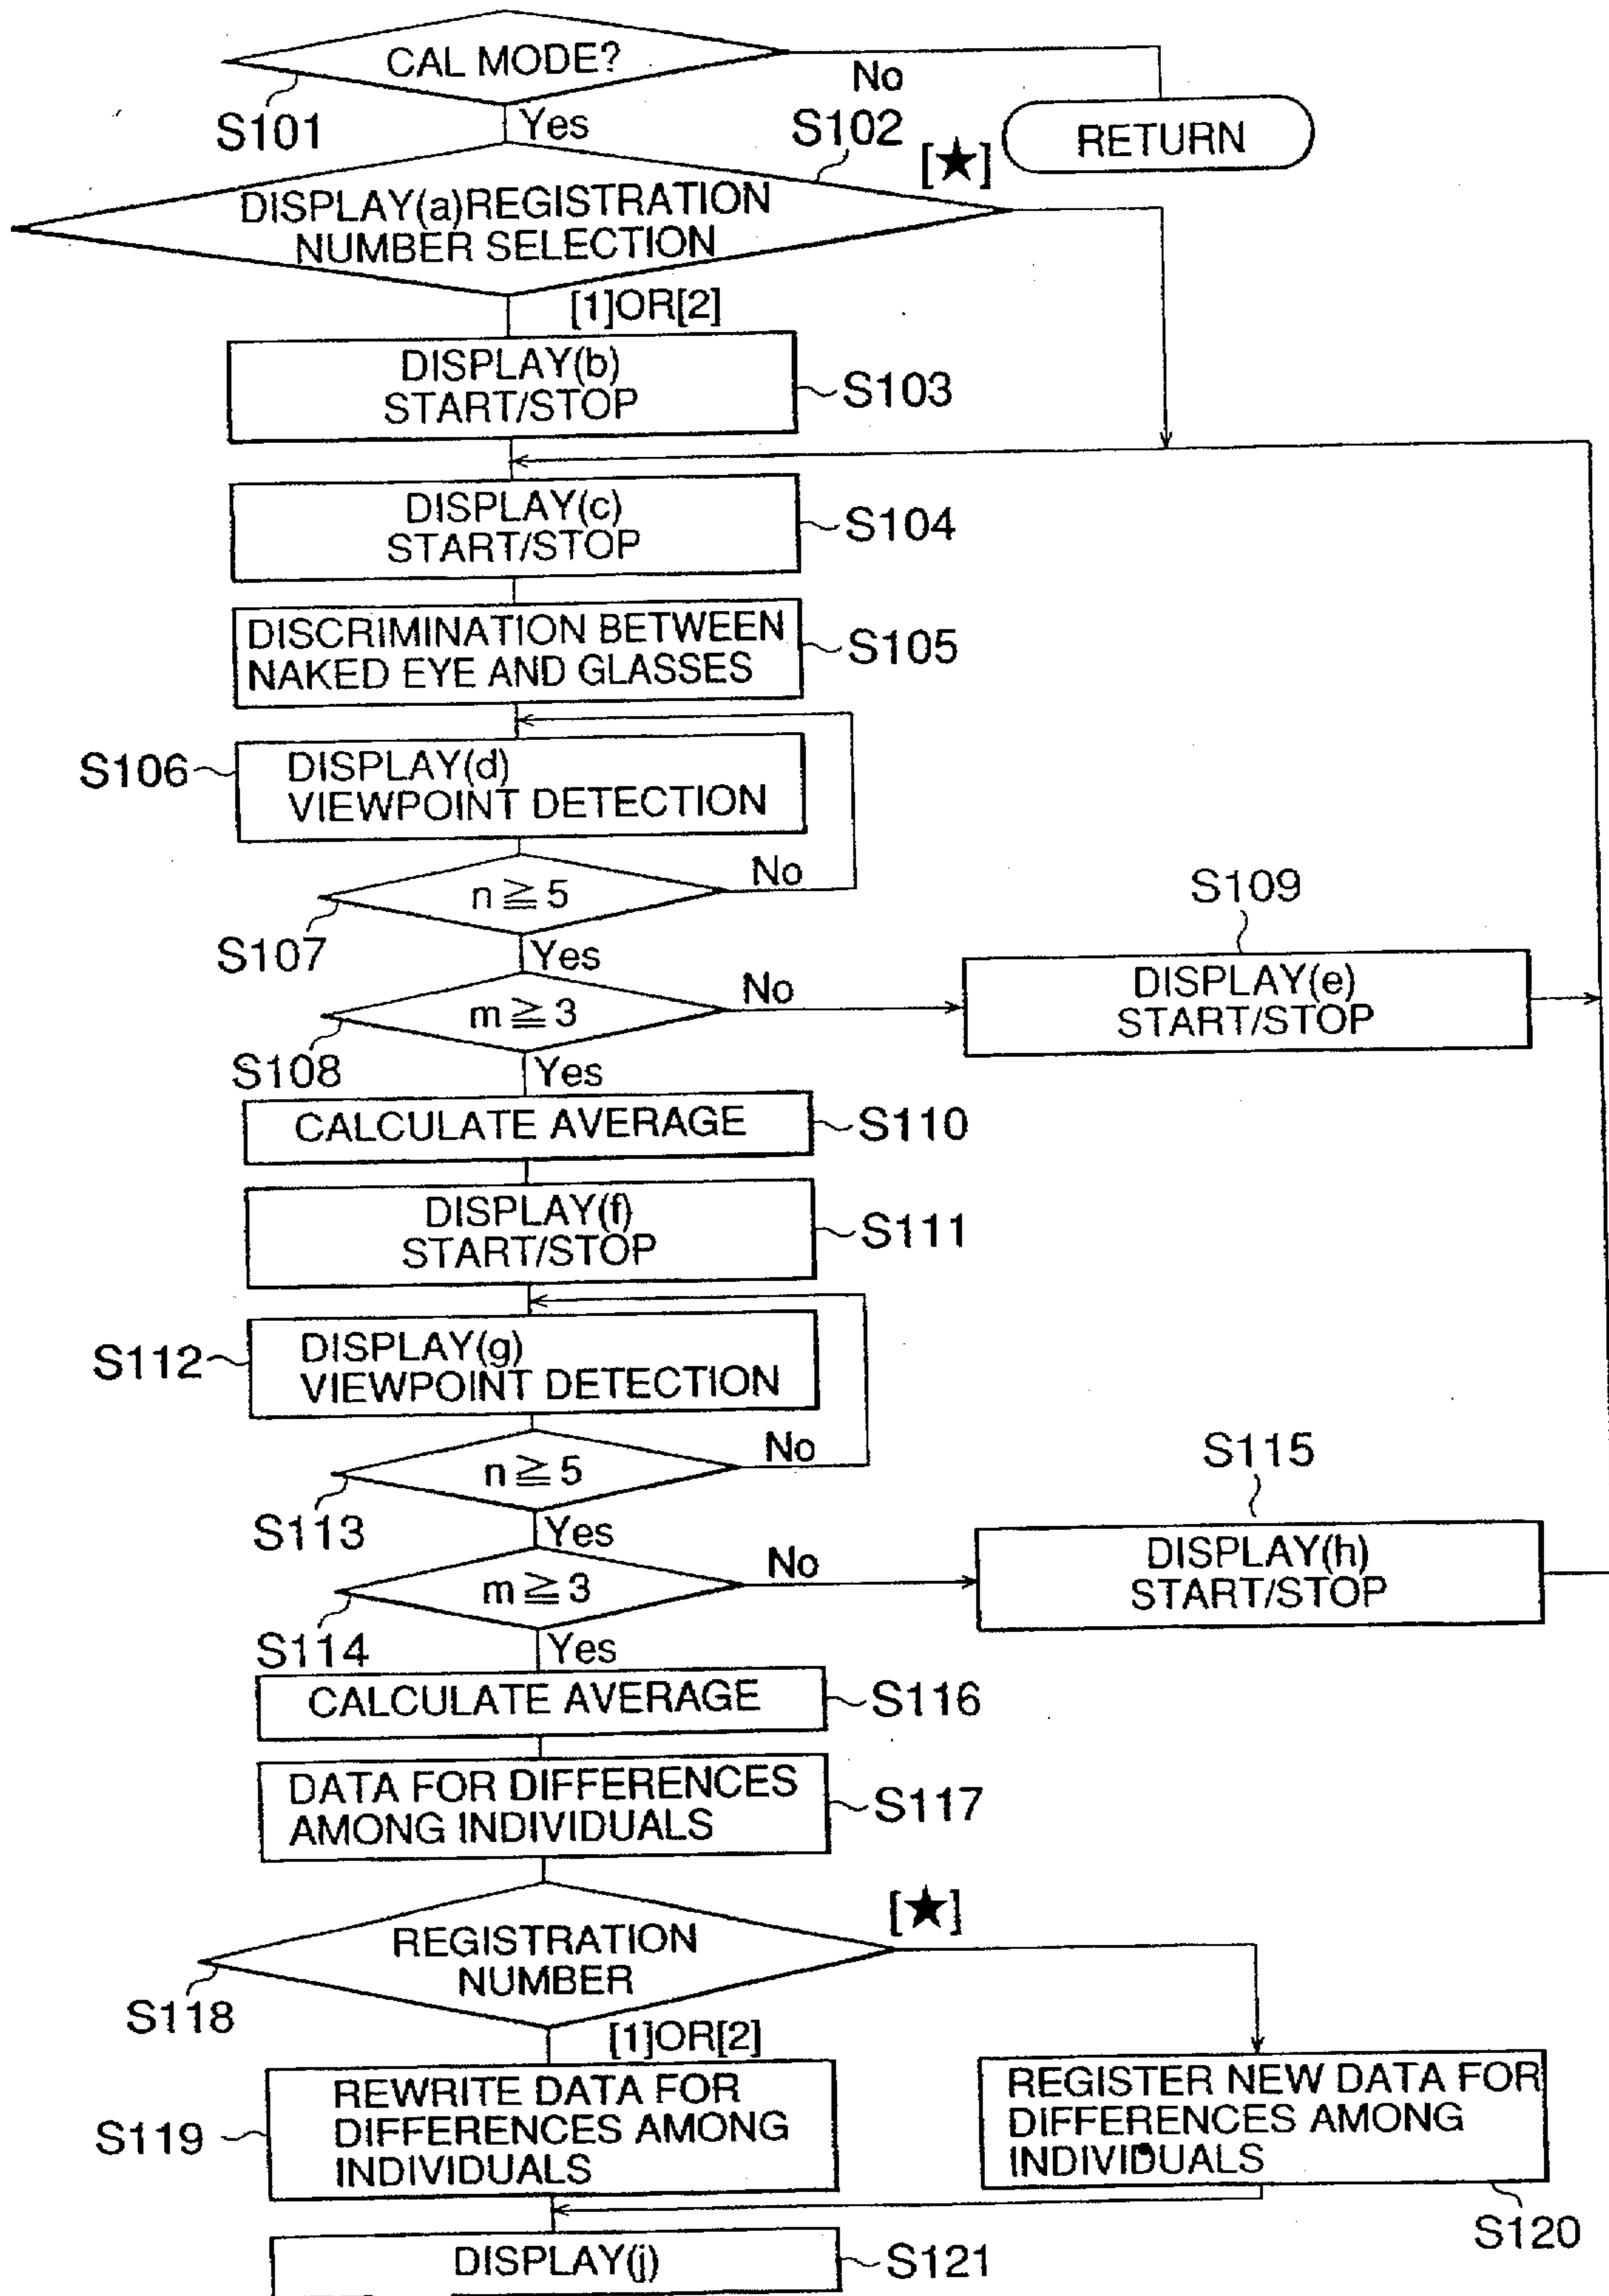 CAL MODE?
No
S101
Yes
S102
[★]
RETURN
DISPLAY(a)REGISTRATION
NUMBER SELECTION
[1]OR[2]
DISPLAY(b)
START/STOP
S103
DISPLAY(c)
START/STOP
S104
DISCRIMINATION BETWEEN
NAKED EYE AND GLASSES
S105
S106
DISPLAY(d)
VIEWPOINT DETECTION
n≧5
No
S107
Yes
S109
m≧3
No
DISPLAY(e)
START/STOP
S108
Yes
CALCULATE AVERAGE
S110
DISPLAY(f)
START/STOP
S111
S112
DISPLAY(g)
VIEWPOINT DETECTION
n≧5
No
S113
Yes
S115
m≧3
No
DISPLAY(h)
START/STOP
S114
Yes
CALCULATE AVERAGE
S116
DATA FOR DIFFERENCES
AMONG INDIVIDUALS
S117
[★]
REGISTRATION
NUMBER
S118
[1]OR[2]
S119
REWRITE DATA FOR
DIFFERENCES AMONG
INDIVIDUALS
REGISTER NEW DATA FOR
DIFFERENCES AMONG
INDIVIDUALS
S120
DISPLAY(j)
S121